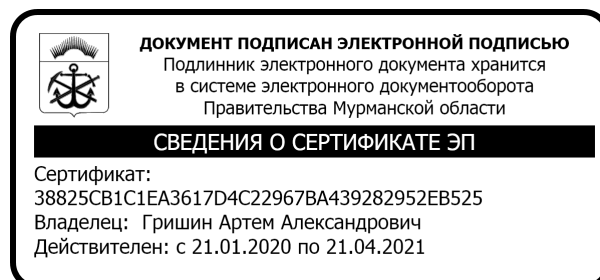 ДОКУМЕНТ ПОДПИСАН ЭЛЕКТРОННОЙ ПОДПИСЬЮ
Подлинник электронного документа хранится
в системе электронного документооборота
Правительства Мурманской области
СВЕДЕНИЯ О СЕРТИФИКАТЕ ЭП
Сертификат:
38825CB1C1EA3617D4C22967BA439282952EB525
Владелец: Гришин Артем Александрович
Действителен: с 21.01.2020 по 21.04.2021